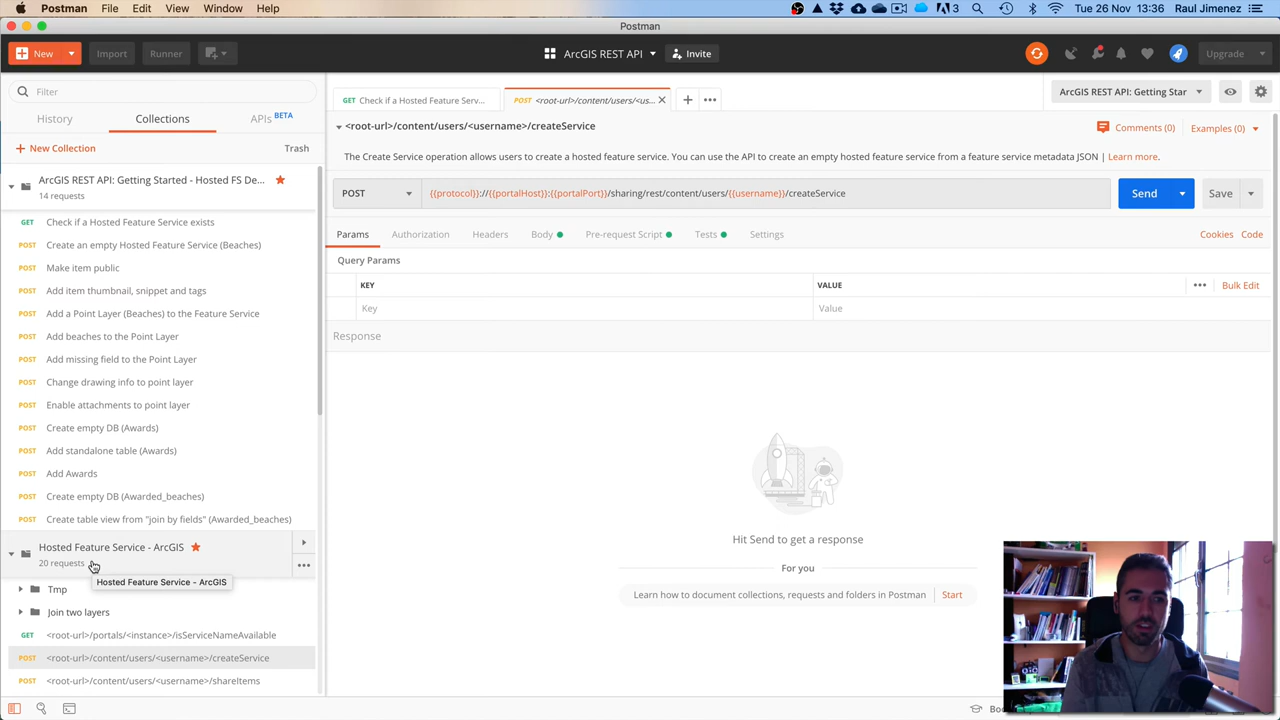 Postman File Edit View Window Help
3
Tue 26 Nov 13:36 Raul Jimenez
Postman
New
Import
Runner
ArcGIS REST API
Invite
Upgrade
Filter
History
Collections
APIs BETA
New Collection
Trash
ArcGIS REST API: Getting Started - Hosted FS De...
14 requests
GET Check if a Hosted Feature Service exists
POST Create an empty Hosted Feature Service (Beaches)
POST Make item public
POST Add item thumbnail, snippet and tags
POST Add a Point Layer (Beaches) to the Feature Service
POST Add beaches to the Point Layer
POST Add missing field to the Point Layer
POST Change drawing info to point layer
POST Enable attachments to point layer
POST Create empty DB (Awards)
POST Add standalone table (Awards)
POST Add Awards
POST Create empty DB (Awarded_beaches)
POST Create table view from "join by fields" (Awarded_beaches)
Hosted Feature Service - ArcGIS
20 requests
Hosted Feature Service - ArcGIS
Tmp
Join two layers
GET <root-url>/portals/<instance>/isServiceNameAvailable
POST <root-url>/content/users/<username>/createService
POST <root-url>/content/users/<username>/shareItems
GET Check if a Hosted Feature Serv...
POST <root-url>/content/users/<us...
ArcGIS REST API: Getting Star
<root-url>/content/users/<username>/createService
Comments (0)
Examples (0)
The Create Service operation allows users to create a hosted feature service. You can use the API to create an empty hosted feature service from a feature metadata JSON | Learn more.
POST
{{protocol}}://{{portalHost}}:{{portalPort}}/sharing/rest/content/users/{{username}}/createService
Send
Save
Params
Authorization
Headers
Body
Pre-request Script
Tests
Settings
Cookies
Code
Query Params
KEY
VALUE
Bulk Edit
Key
Value
Response
Hit Send to get a response
For you
Learn how to document collections, requests and folders in Postman
Start